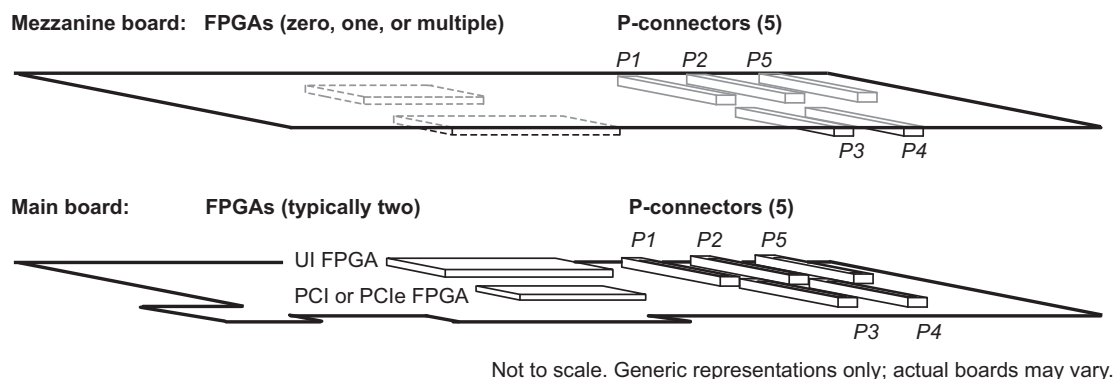 Mezzanine board: FPGAs (zero, one, or multiple) P-connectors (5)
P1 P2 P5
P3 P4
Main board: FPGAs (typically two) P-connectors (5)
P1 P2 P5
UI FPGA
PCI or PCIe FPGA
P3 P4
Not to scale. Generic representations only; actual boards may vary.